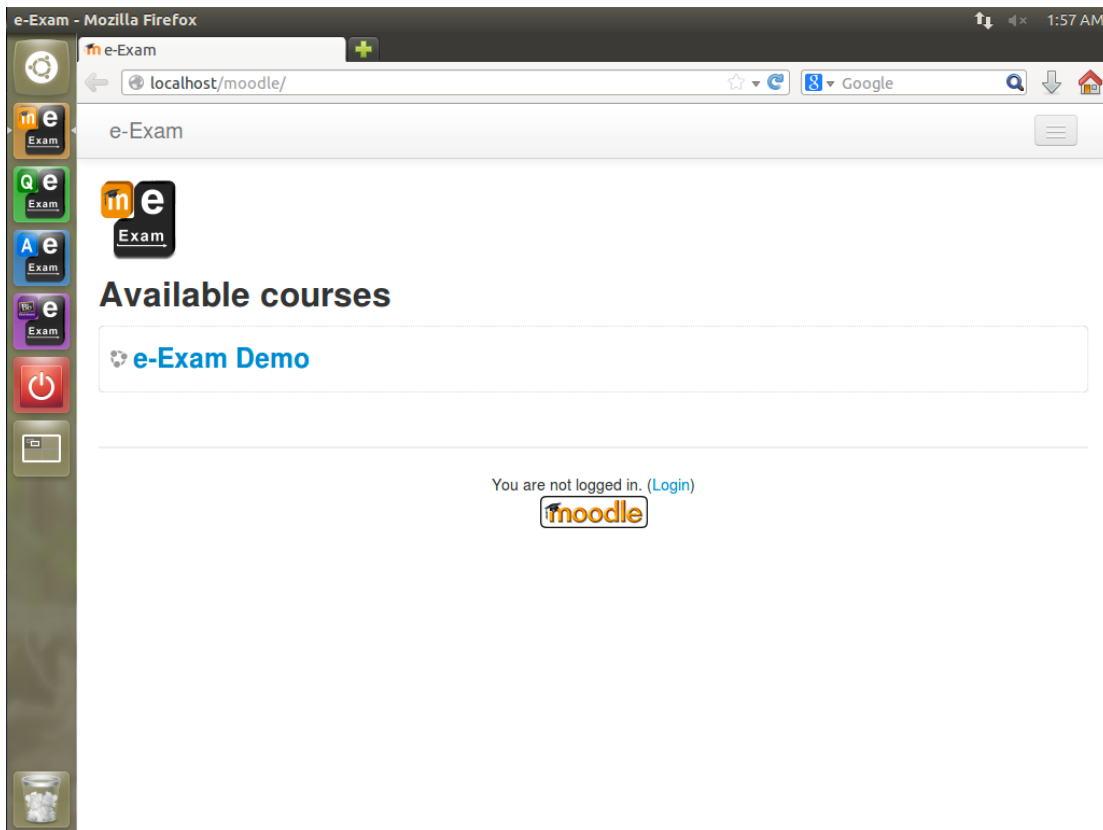 e-Exam - Mozilla Firefox
1:57 AM
e-Exam
localhost/moodle/
8
Google
e-Exam
m e
Exam
Q e
Exam
A e
Exam
e
Exam
m e
Exam
Available courses
e-Exam Demo
You are not logged in. (Login)
moodle